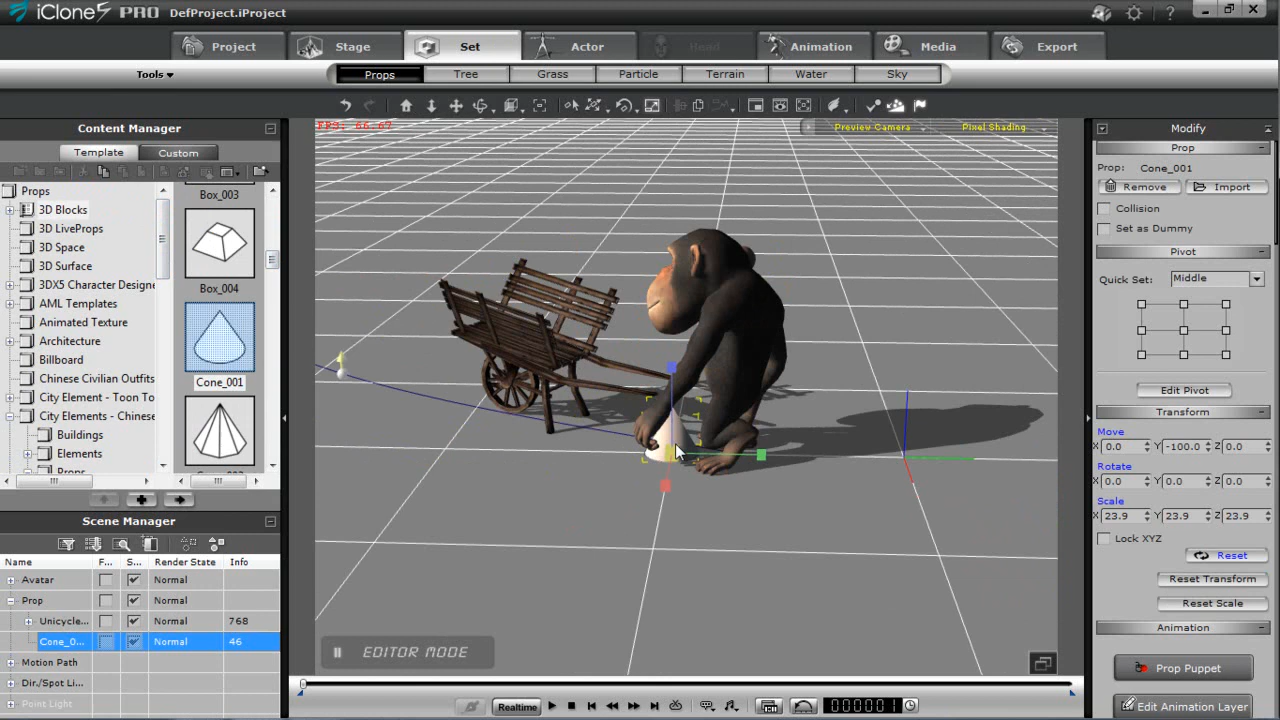 iClone5 PRO DefProject.iProject
Project Stage Set Actor Head Animation Media Export
Tools Props Tree Grass Particle Terrain Water Sky
Content Manager
Template Custom
Props
3D Blocks
3D LiveProps
3D Space
3D Surface
3DX5 Character Designe
AML Templates
Animated Texture
Architecture
Billboard
Chinese Civilian Outfits
City Element - Toon To
City Elements - Chinese
Buildings
Elements
Props
Box_003
Box_004
Cone_001
FPS: 66.67
Preview Camera Pixel Shading
EDITOR MODE
Scene Manager
Name F... S... Render State Info
Avatar Normal
Prop Normal
Unicycle... Normal 768
Cone_0... Normal 46
Motion Path
Dir./Spot Li...
Point Light
Realtime 0000001
Modify
Prop
Prop: Cone_001
Remove Import
Collision
Set as Dummy
Pivot
Quick Set: Middle
Edit Pivot
Transform
Move
X 0.0 Y -100.0 Z 0.0
Rotate
X 0.0 Y 0.0 Z 0.0
Scale
X 23.9 Y 23.9 Z 23.9
Lock XYZ
Reset
Reset Transform
Reset Scale
Animation
Prop Puppet
Edit Animation Layer